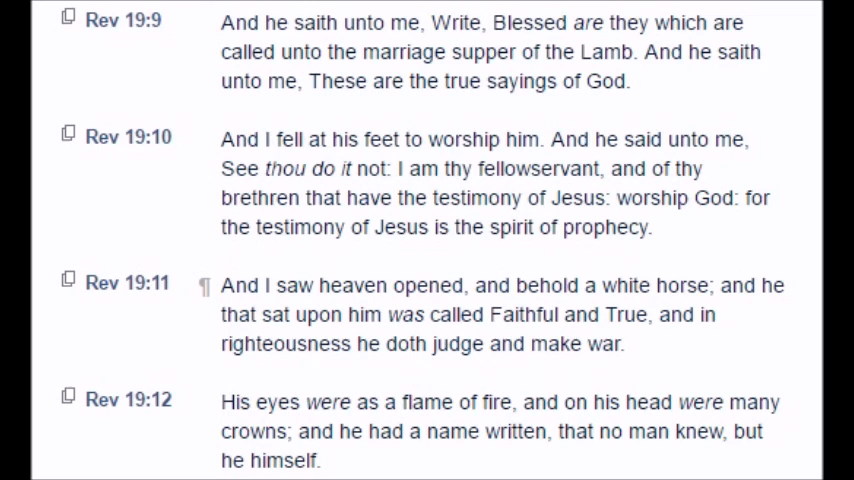 Rev 19:9 And he saith unto me, Write, Blessed are they which are
called unto the marriage supper of the Lamb. And he saith
unto me, These are the true sayings of God.
Rev 19:10 And I fell at his feet to worship him. And he said unto me,
See thou do it not: I am thy fellowservant, and of thy
brethren that have the testimony of Jesus: worship God: for
the testimony of Jesus is the spirit of prophecy.
Rev 19:11 ¶ And I saw heaven opened, and behold a white horse; and he
that sat upon him was called Faithful and True, and in
righteousness he doth judge and make war.
Rev 19:12 His eyes were as a flame of fire, and on his head were many
crowns; and he had a name written, that no man knew, but
he himself.